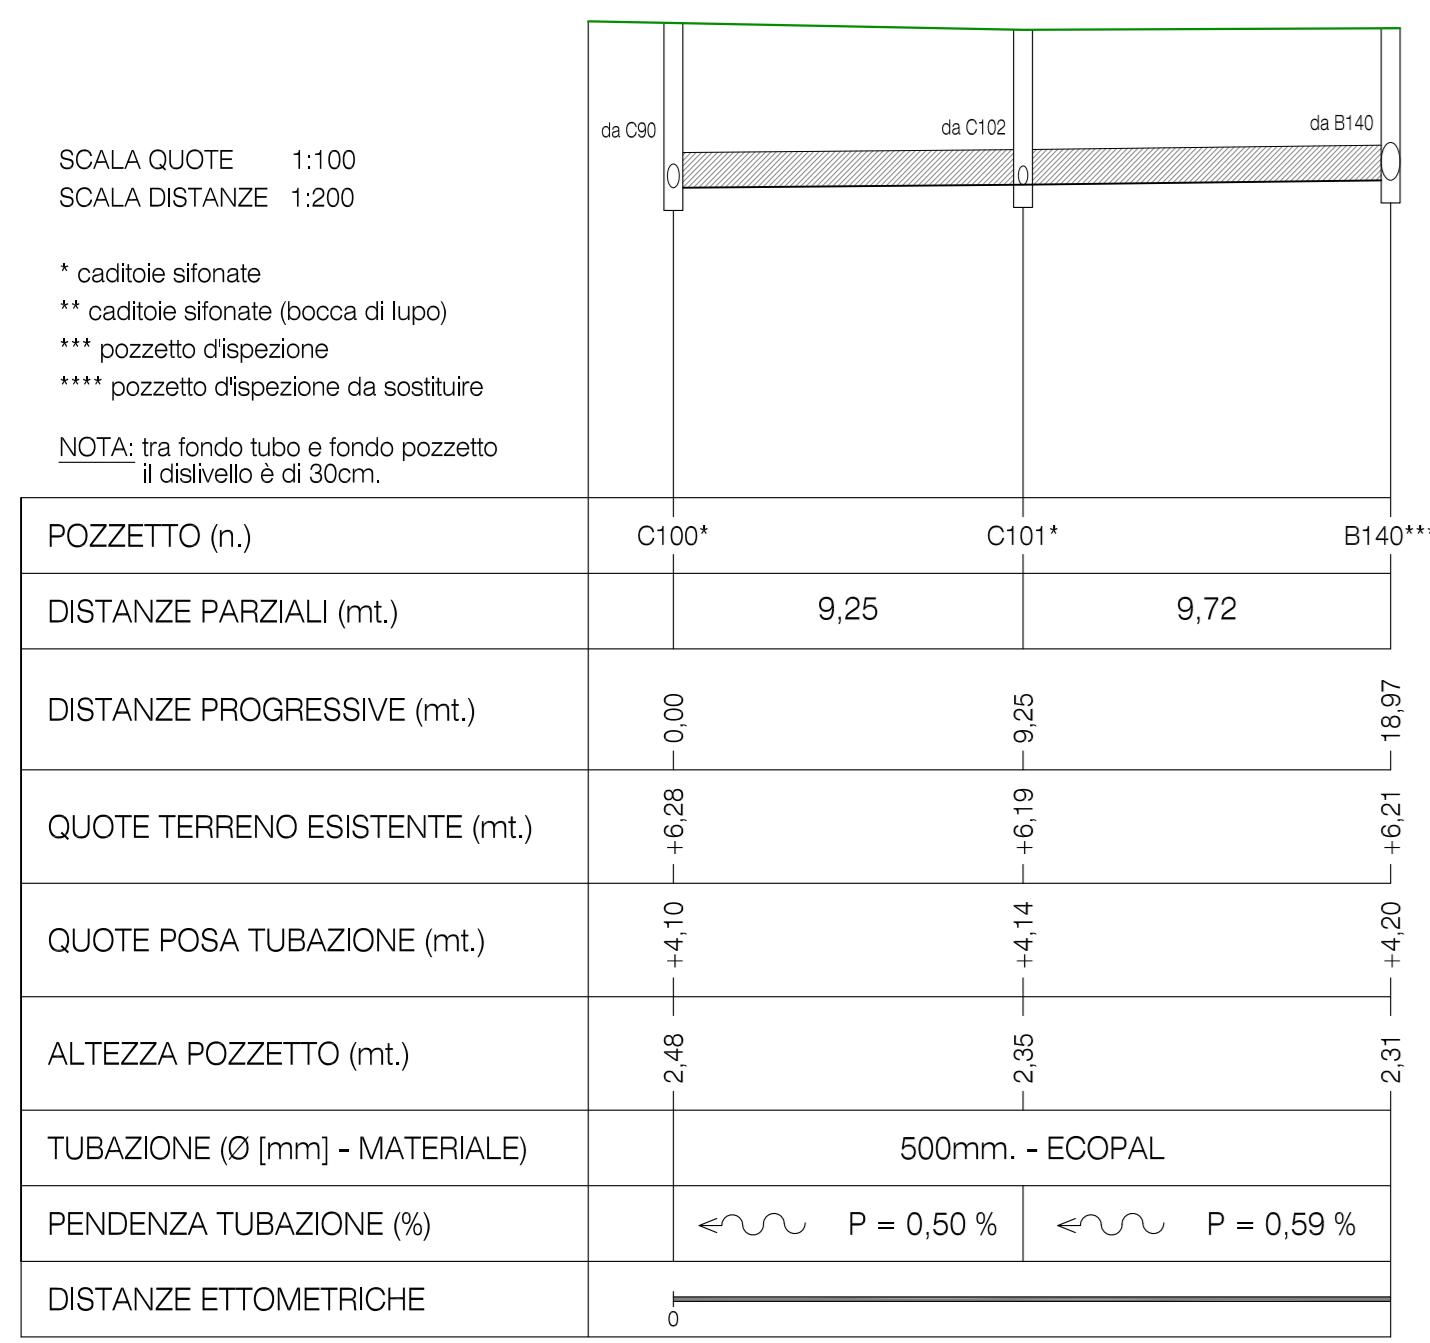 da C90
da C102
da B140
SCALA QUOTE 1:100
SCALA DISTANZE 1:200
* caditoie sifonate
** caditoie sifonate (bocca di lupo)
*** pozzetto d'ispezione
**** pozzetto d'ispezione da sostituire
NOTA: tra fondo tubo e fondo pozzetto
il dislivello è di 30cm.
POZZETTO (n.) C100* C101* B140***
DISTANZE PARZIALI (mt.) 9,25 9,72
DISTANZE PROGRESSIVE (mt.) 0,00 9,25 18,97
QUOTE TERRENO ESISTENTE (mt.) +6,28 +6,19 +6,21
QUOTE POSA TUBAZIONE (mt.) +4,10 +4,14 +4,20
ALTEZZA POZZETTO (mt.) 2,48 2,35 2,31
TUBAZIONE (Ø [mm] - MATERIALE) 500mm. - ECOPAL
PENDENZA TUBAZIONE (%) P = 0,50 % P = 0,59 %
DISTANZE ETTOMETRICHE 0